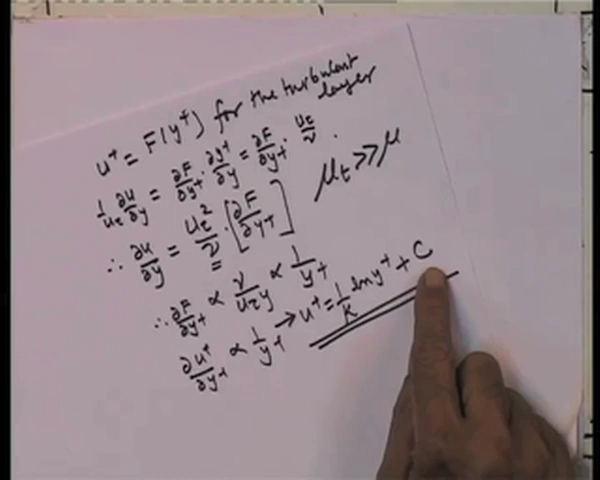 u⁺ = F(y⁺) for the turbulent layer
1/uτ ∂u/∂y = ∂F/∂y⁺ · ∂y⁺/∂y = ∂F/∂y⁺ · uτ/ν .
∴ ∂u/∂y = uτ²/ν · [∂F/∂y⁺]
μt >> μ
∴ ∂F/∂y⁺ ∝ ν/uτy ∝ 1/y⁺
∂u⁺/∂y⁺ ∝ 1/y⁺ → u⁺ = 1/K ln y⁺ + C